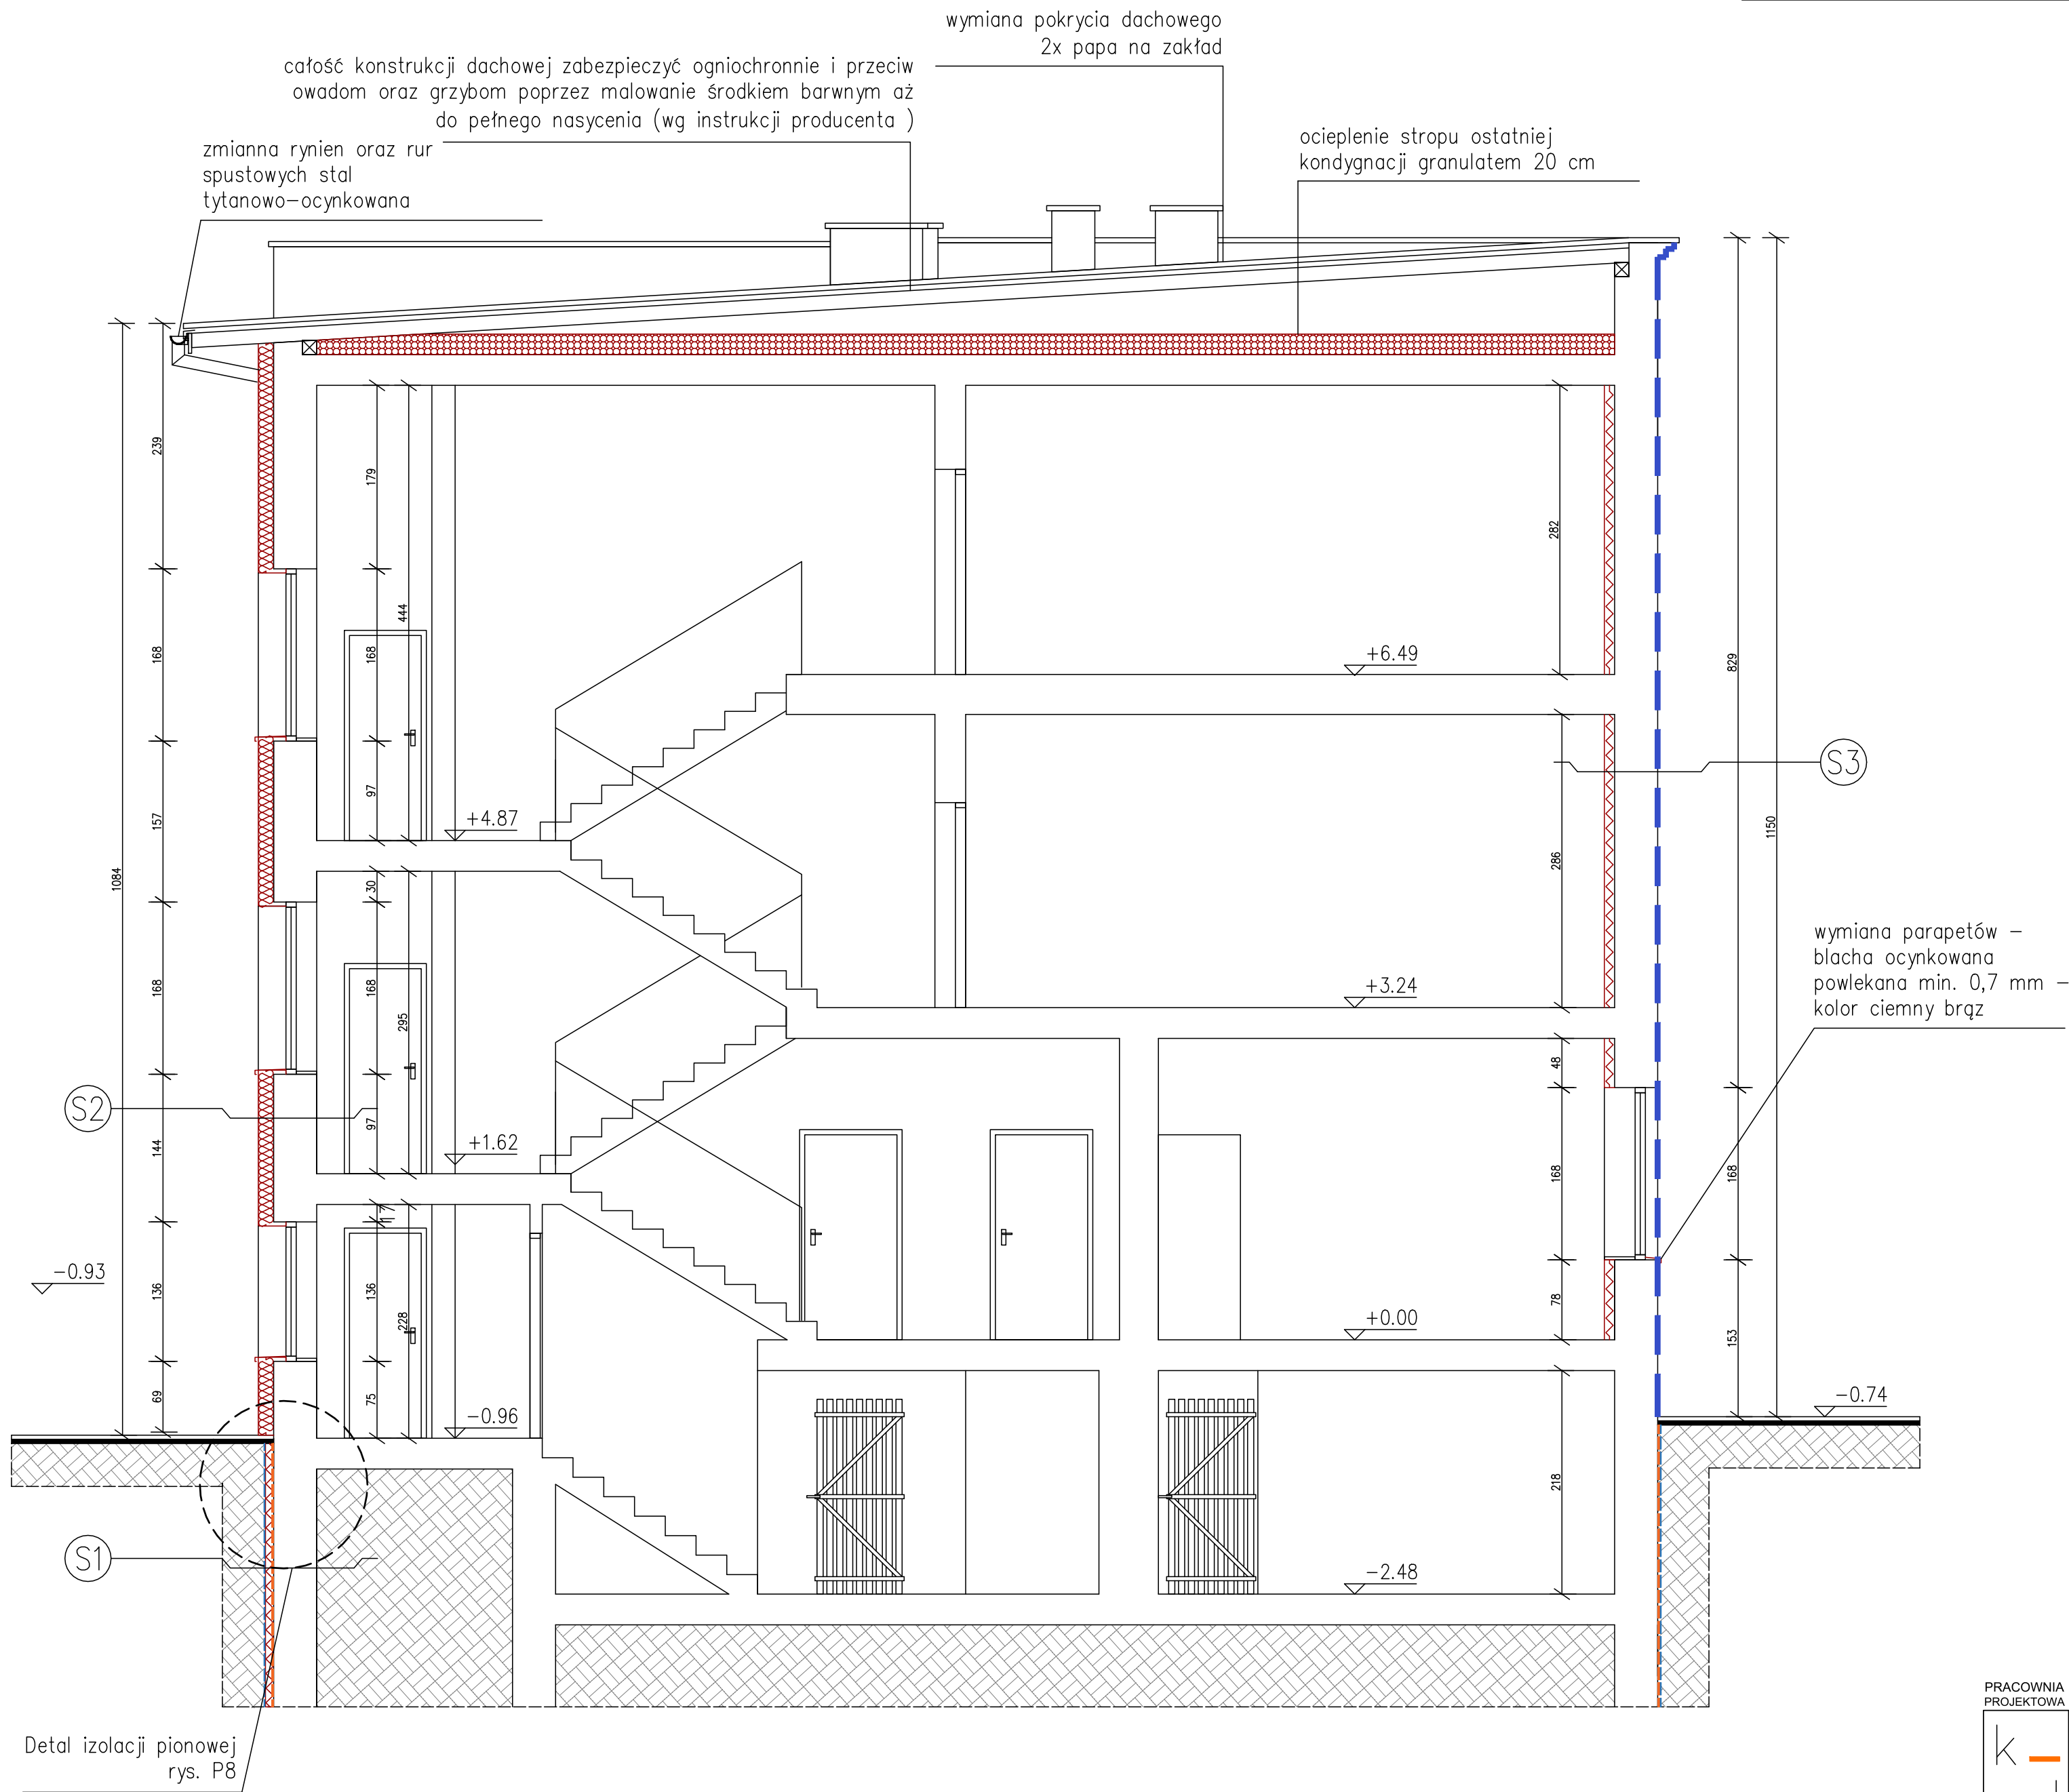 wymiana pokrycia dachowego
2x papa na zakład
całość konstrukcji dachowej zabezpieczyć ogniochronnie i przeciw
owadom oraz grzybom poprzez malowanie środkiem barwnym aż
do pełnego nasycenia (wg instrukcji producenta )
zmianna rynien oraz rur
spustowych stal
tytanowo-ocynkowana
ocieplenie stropu ostatniej
kondygnacji granulatem 20 cm
239
179
282
444
168
168
+6.49
829
S3
97
+4.87
157
1150
286
1084
30
wymiana parapetów –
blacha ocynkowana
powlekana min. 0,7 mm –
kolor ciemny brąz
168
168
+3.24
295
48
S2
97
+1.62
144
168
168
17
-0.93
136
136
228
+0.00
78
153
69
75
-0.96
-0.74
218
S1
-2.48
PRACOWNIA
PROJEKTOWA
k
Detal izolacji pionowej
rys. P8